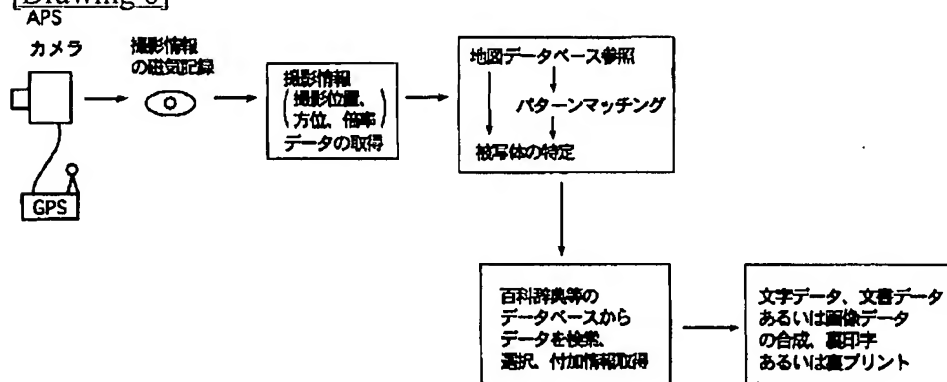 [Drawing 6]
APS
カメラ
撮影情報
の磁気記録
GPS
撮影情報
(撮影位置、
方位、倍率)
データの取得
地図データベース参照
パターンマッチング
被写体の特定
百科辞典等の
データベースから
データを検索、
選択、付加情報取得
文字データ、文書データ
あるいは画像データ
の合成、裏印字
あるいは裏プリント